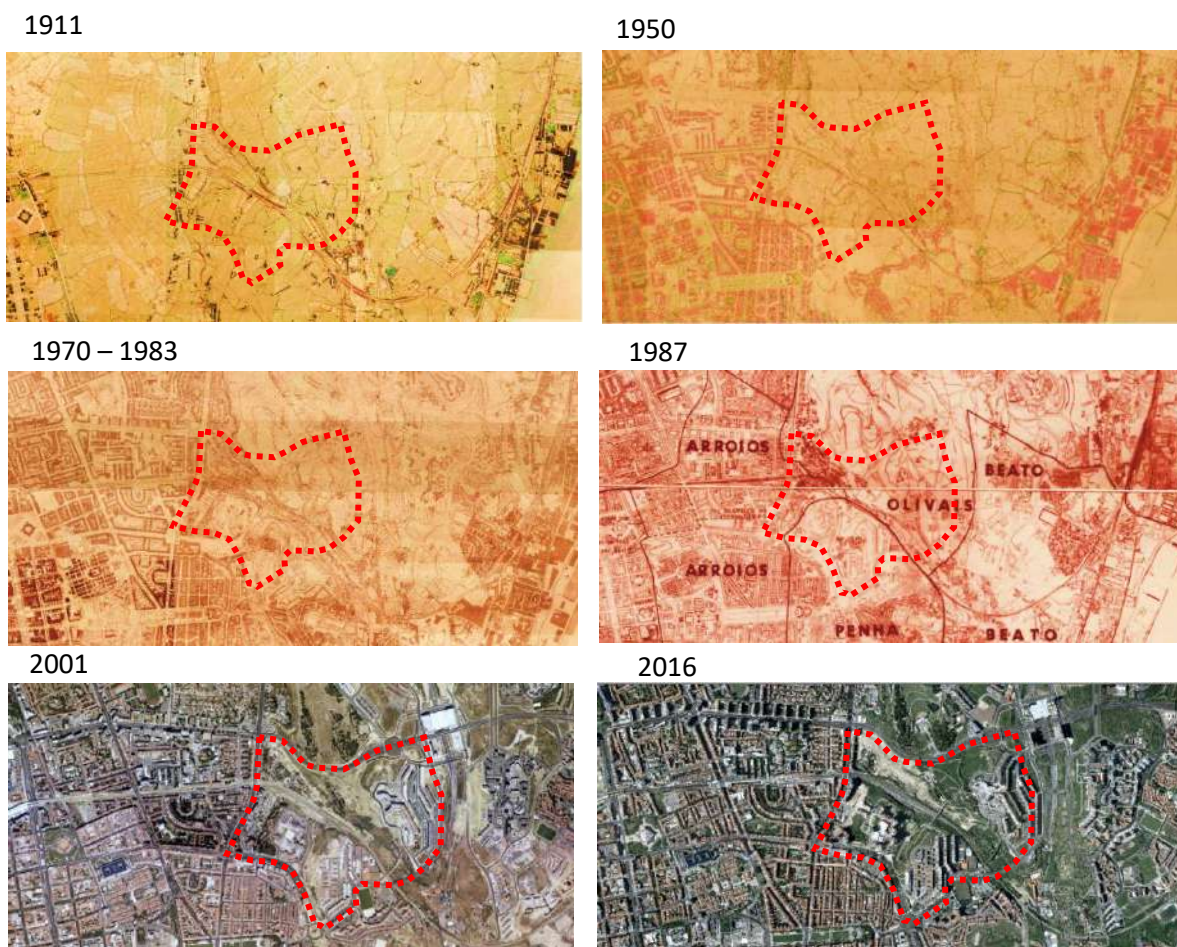 1911
1950
1970 – 1983
1987
ARROIOS
BEATO
OLIVAIS
ARROIOS
PENHA
BEATO
2001
2016